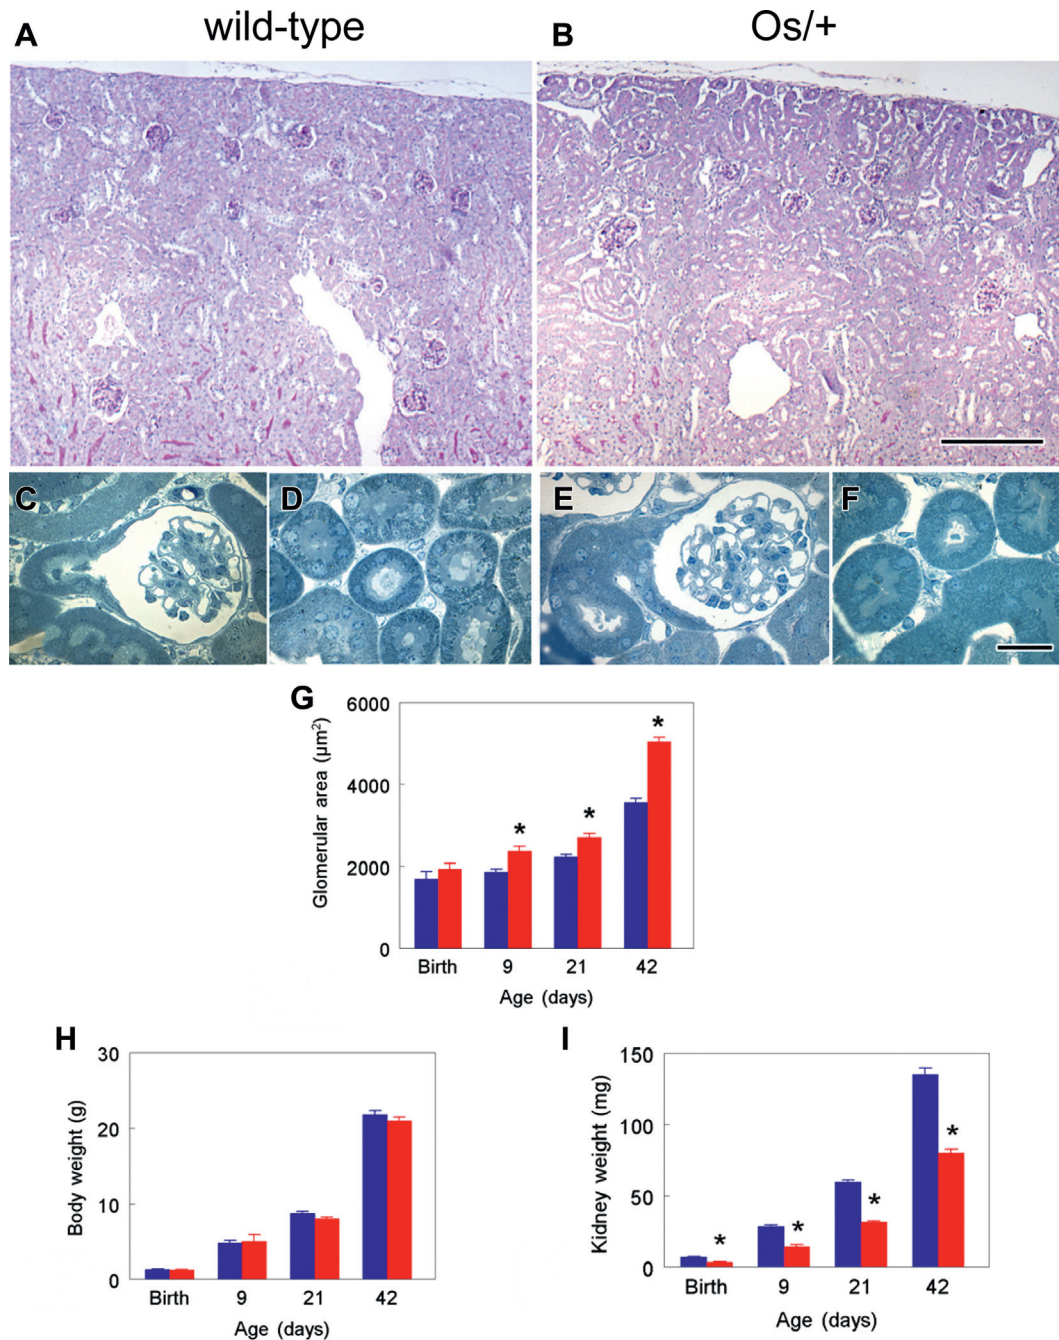 wild-type
Os/+
A
B
C
D
E
F
G
Glomerular area (µm²)
6000
4000
2000
0
*
*
*
Birth
9
21
42
Age (days)
H
Body weight (g)
30
20
10
0
Birth
9
21
42
Age (days)
I
Kidney weight (mg)
150
100
50
0
*
*
*
*
Birth
9
21
42
Age (days)